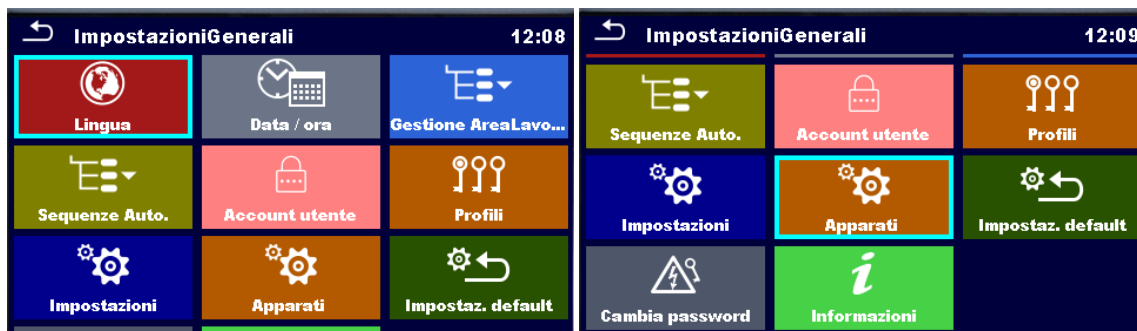 ImpostazioniGenerali 12:08
Lingua Data / ora Gestione AreaLavo...
Sequenze Auto. Account utente Profili
Impostazioni Apparati Impostaz. default
ImpostazioniGenerali 12:09
Sequenze Auto. Account utente Profili
Impostazioni Apparati Impostaz. default
Cambia password Informazioni